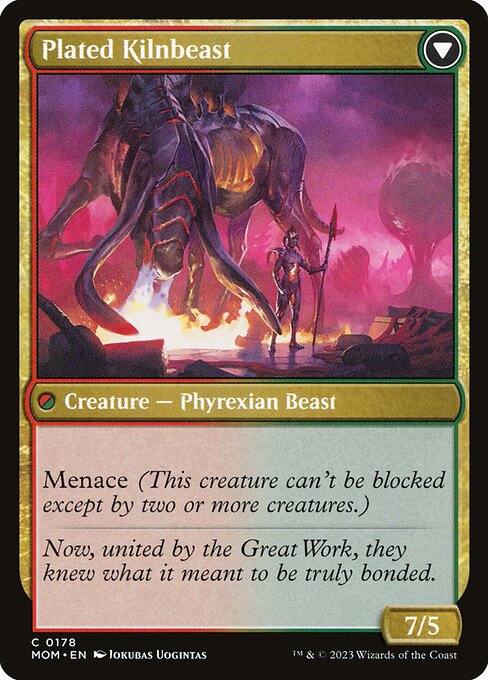 Plated Kilnbeast
Creature — Phyrexian Beast
Menace (This creature can't be blocked
except by two or more creatures.)
Now, united by the Great Work, they
knew what it meant to be truly bonded.
7/5
C 0178
MOM • EN Jokubas Uogintas
™ & © 2023 Wizards of the Coast